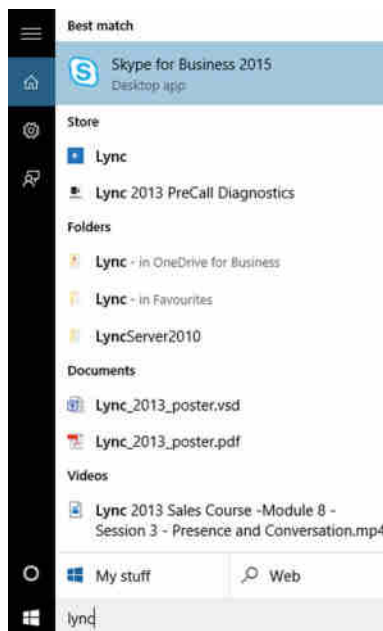 Best match
Skype for Business 2015
Desktop app
Store
Lync
Lync 2013 PreCall Diagnostics
Folders
Lync - in OneDrive for Business
Lync - in Favourites
LyncServer2010
Documents
Lync_2013_poster.vsd
Lync_2013_poster.pdf
Videos
Lync 2013 Sales Course -Module 8 -
Session 3 - Presence and Conversation.mp4
My stuff
Web
lync